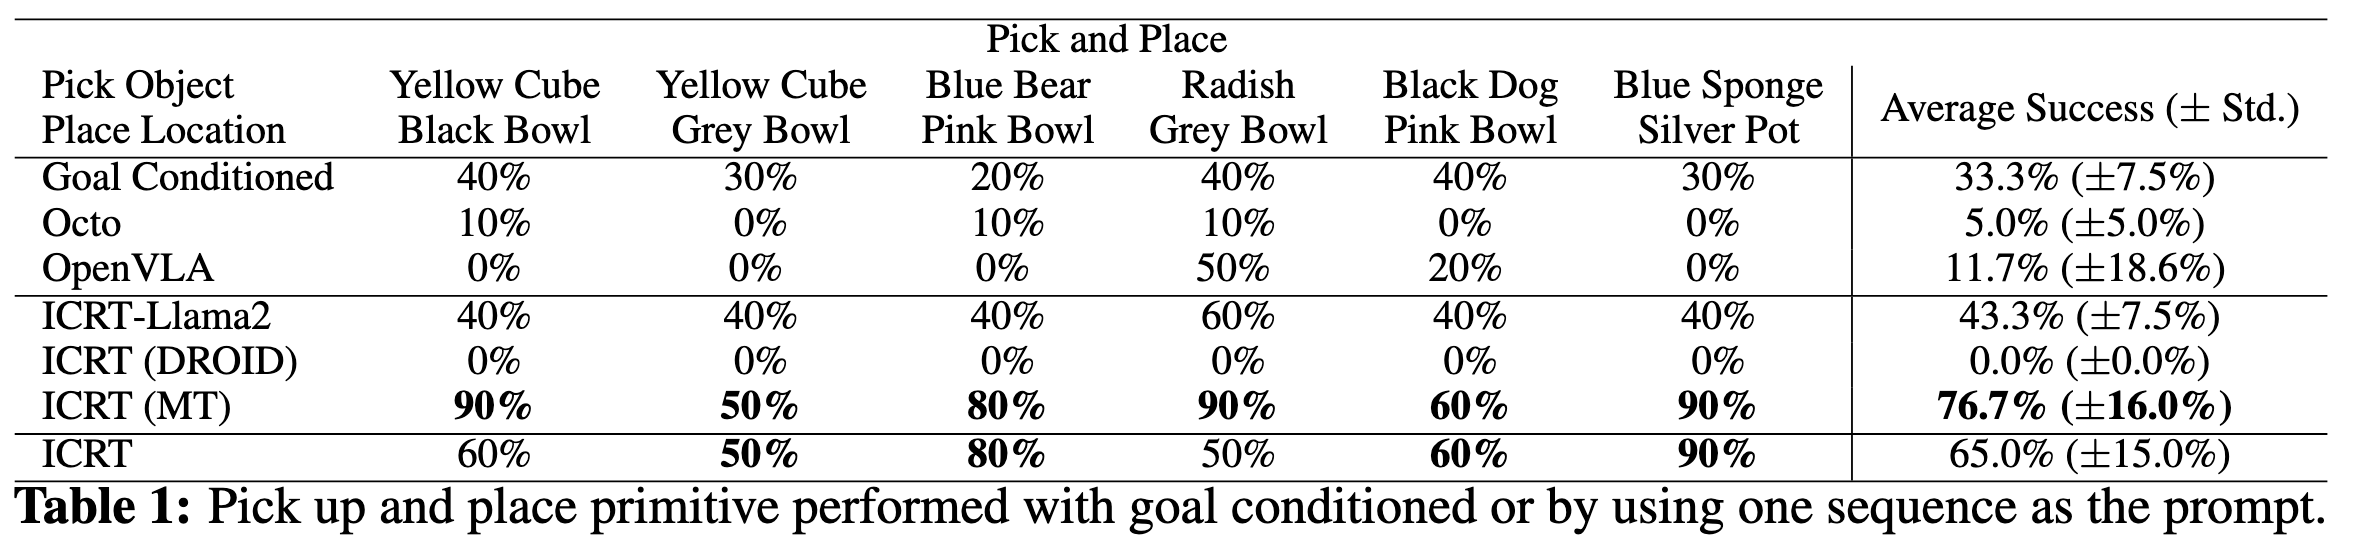 Pick and Place
Pick Object Yellow Cube Yellow Cube Blue Bear Radish Black Dog Blue Sponge
Place Location Black Bowl Grey Bowl Pink Bowl Grey Bowl Pink Bowl Silver Pot Average Success (± Std.)
Goal Conditioned 40% 30% 20% 40% 40% 30% 33.3% (±7.5%)
Octo 10% 0% 10% 10% 0% 0% 5.0% (±5.0%)
OpenVLA 0% 0% 0% 50% 20% 0% 11.7% (±18.6%)
ICRT-Llama2 40% 40% 40% 60% 40% 40% 43.3% (±7.5%)
ICRT (DROID) 0% 0% 0% 0% 0% 0% 0.0% (±0.0%)
ICRT (MT) 90% 50% 80% 90% 60% 90% 76.7% (±16.0%)
ICRT 60% 50% 80% 50% 60% 90% 65.0% (±15.0%)
Table 1: Pick up and place primitive performed with goal conditioned or by using one sequence as the prompt.